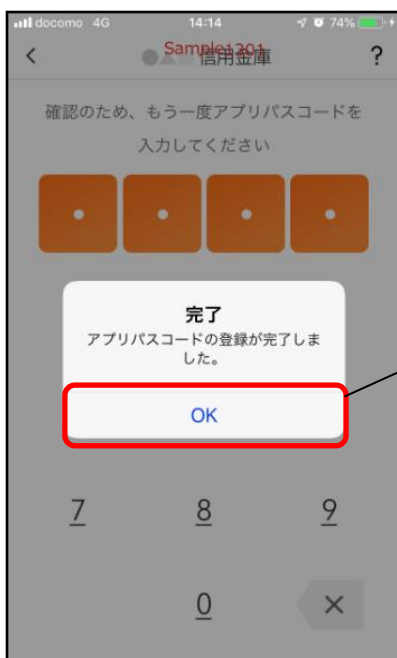 docomo 4G 14:14 74%
Sample1201
●▲■信用金庫 ?
確認のため、もう一度アプリパスコードを
入力してください
完了
アプリパスコードの登録が完了しま
した。
OK
7 8 9
0